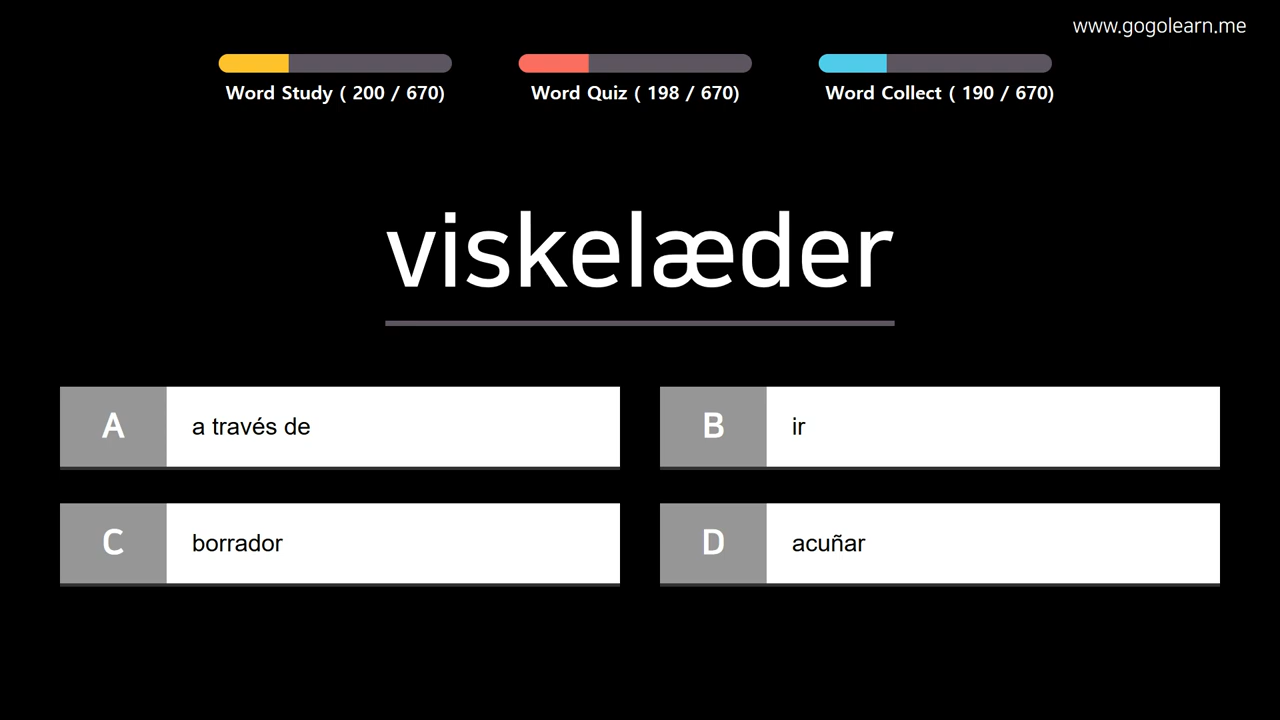 www.gogolearn.me
Word Study ( 200 / 670)
Word Quiz ( 198 / 670)
Word Collect ( 190 / 670)
viskelæder
A a través de
B ir
C borrador
D acuñar